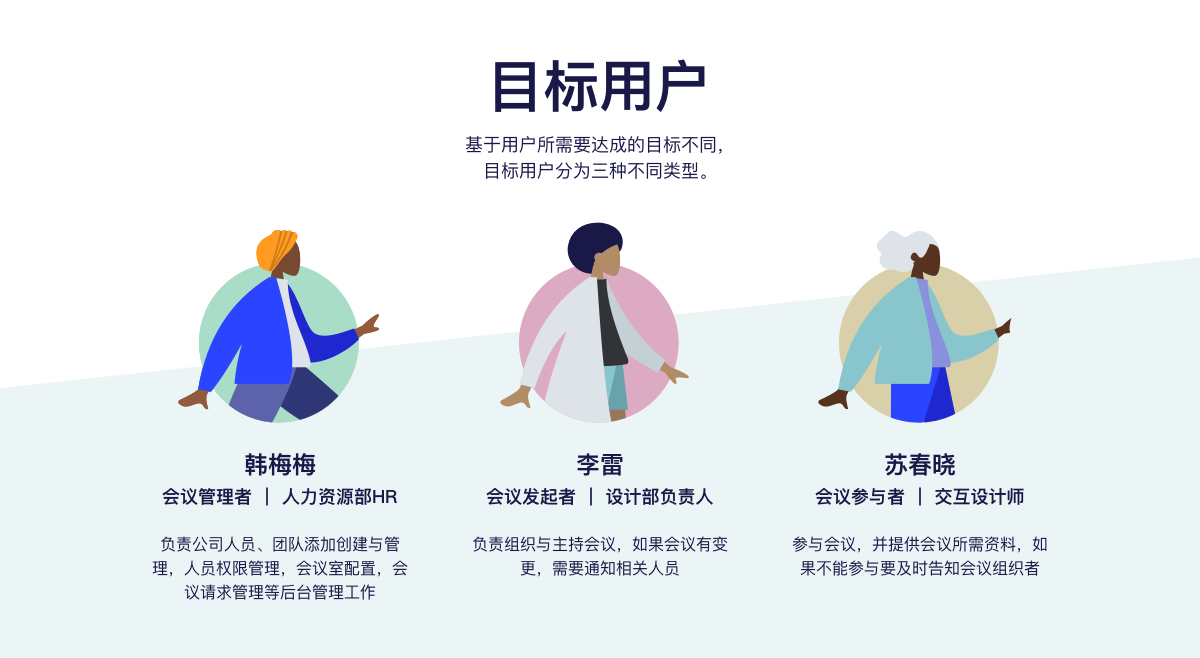 目标用户
基于用户所需要达成的目标不同，
目标用户分为三种不同类型。
韩梅梅
会议管理者 ｜ 人力资源部HR
负责公司人员、团队添加创建与管
理，人员权限管理，会议室配置，会
议请求管理等后台管理工作
李雷
会议发起者 ｜ 设计部负责人
负责组织与主持会议，如果会议有变
更，需要通知相关人员
苏春晓
会议参与者 ｜ 交互设计师
参与会议，并提供会议所需资料，如
果不能参与要及时告知会议组织者